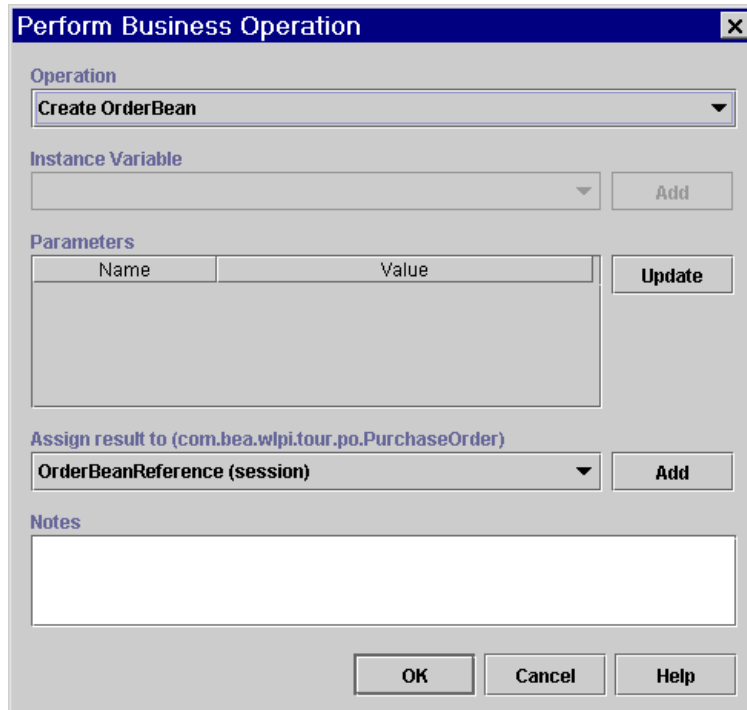 Perform Business Operation
Operation
Create OrderBean
Instance Variable
Add
Parameters
Name Value
Update
Assign result to (com.bea.wlpi.tour.po.PurchaseOrder)
OrderBeanReference (session)
Add
Notes
OK Cancel Help